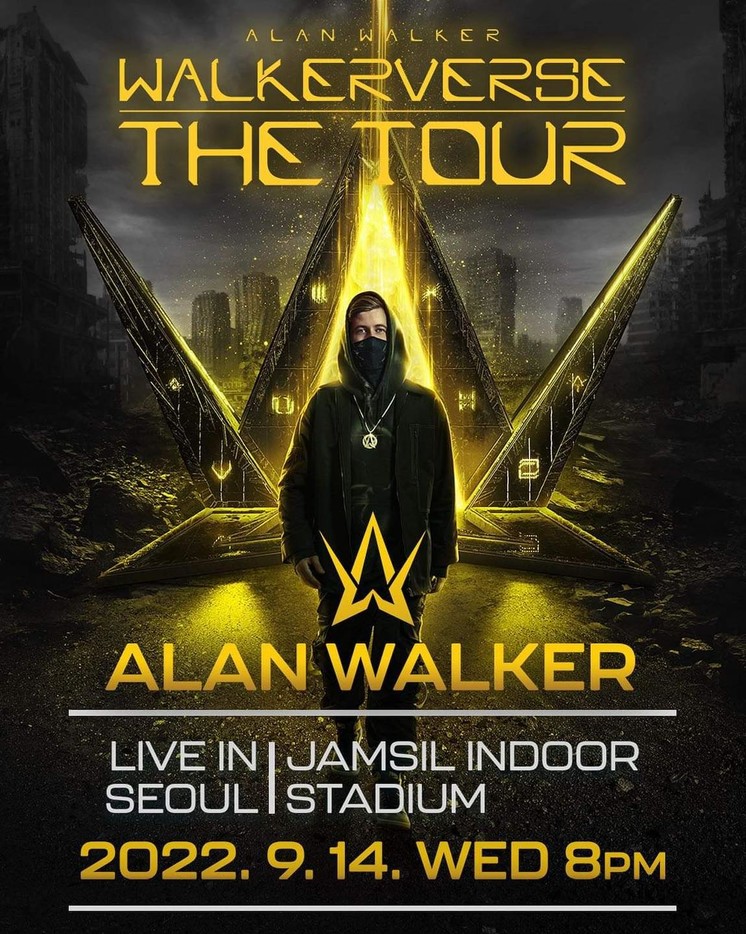 ALAN WALKER
WALKERVERSE
THE TOUR
ALAN WALKER
LIVE IN SEOUL
JAMSIL INDOOR STADIUM
2022. 9. 14. WED 8PM